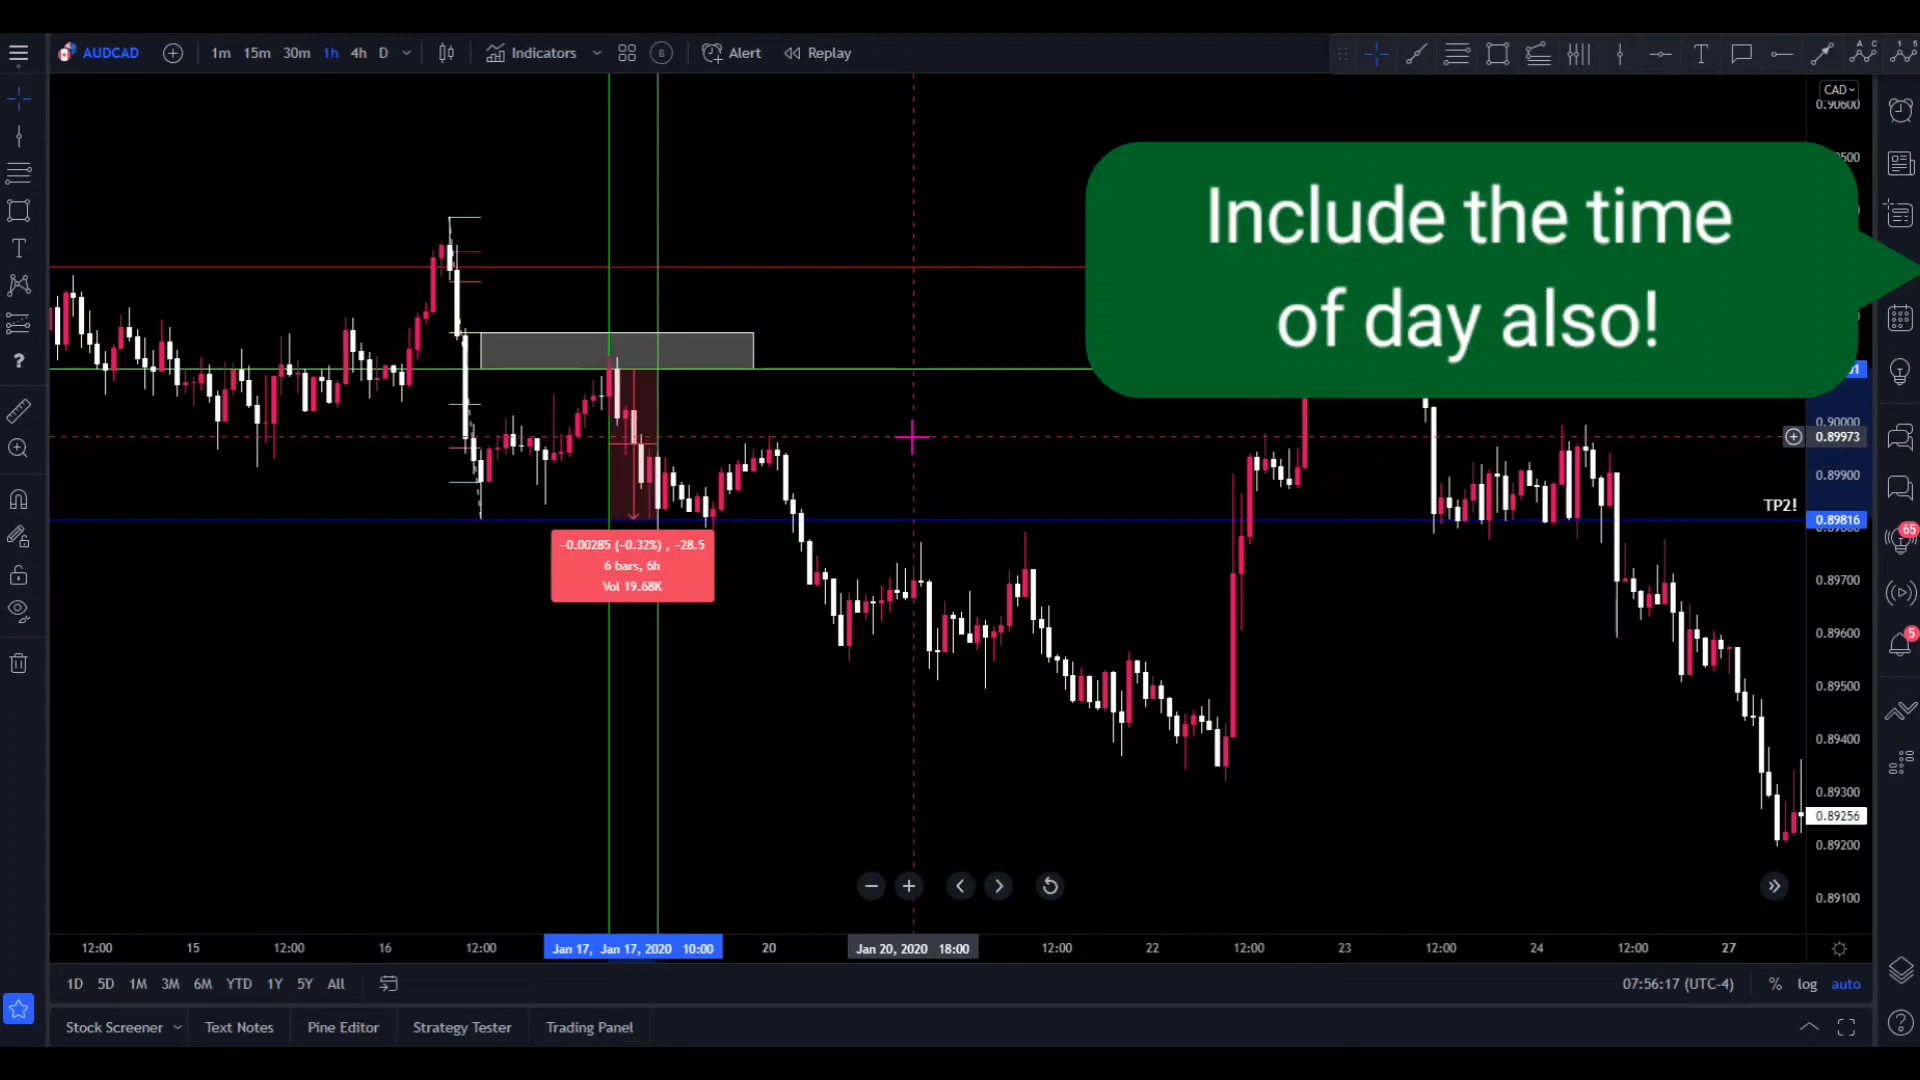 AUDCAD
1m 15m 30m 1h 4h D
Indicators
B
Alert
Replay
T
CAD
0.90600
Include the time
of day also!
0.90000
0.89973
0.89900
TP2!
0.89816
0.89700
0.89600
0.89500
0.89400
0.89300
0.89256
0.89200
0.89100
-0.00285 (-0.32%) , -28.5
6 bars, 6h
Vol 19.68K
65
5
12:00 15 12:00 16 12:00 Jan 17, Jan 17, 2020 10:00 20 Jan 20, 2020 18:00 12:00 22 12:00 23 12:00 24 12:00 27
1D 5D 1M 3M 6M YTD 1Y 5Y All
07:56:17 (UTC-4) % log auto
Stock Screener Text Notes Pine Editor Strategy Tester Trading Panel